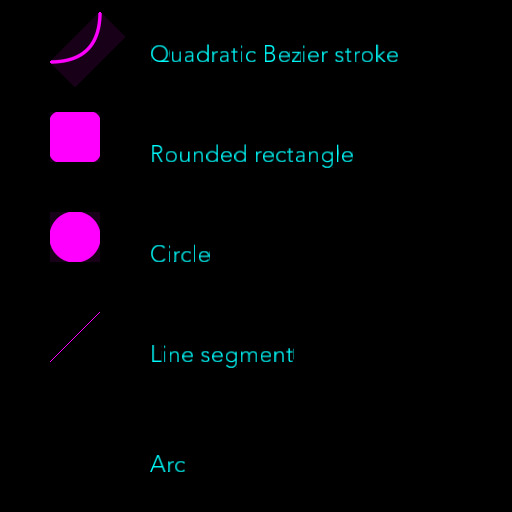 Quadratic Bezier stroke
Rounded rectangle
Circle
Line segment
Arc